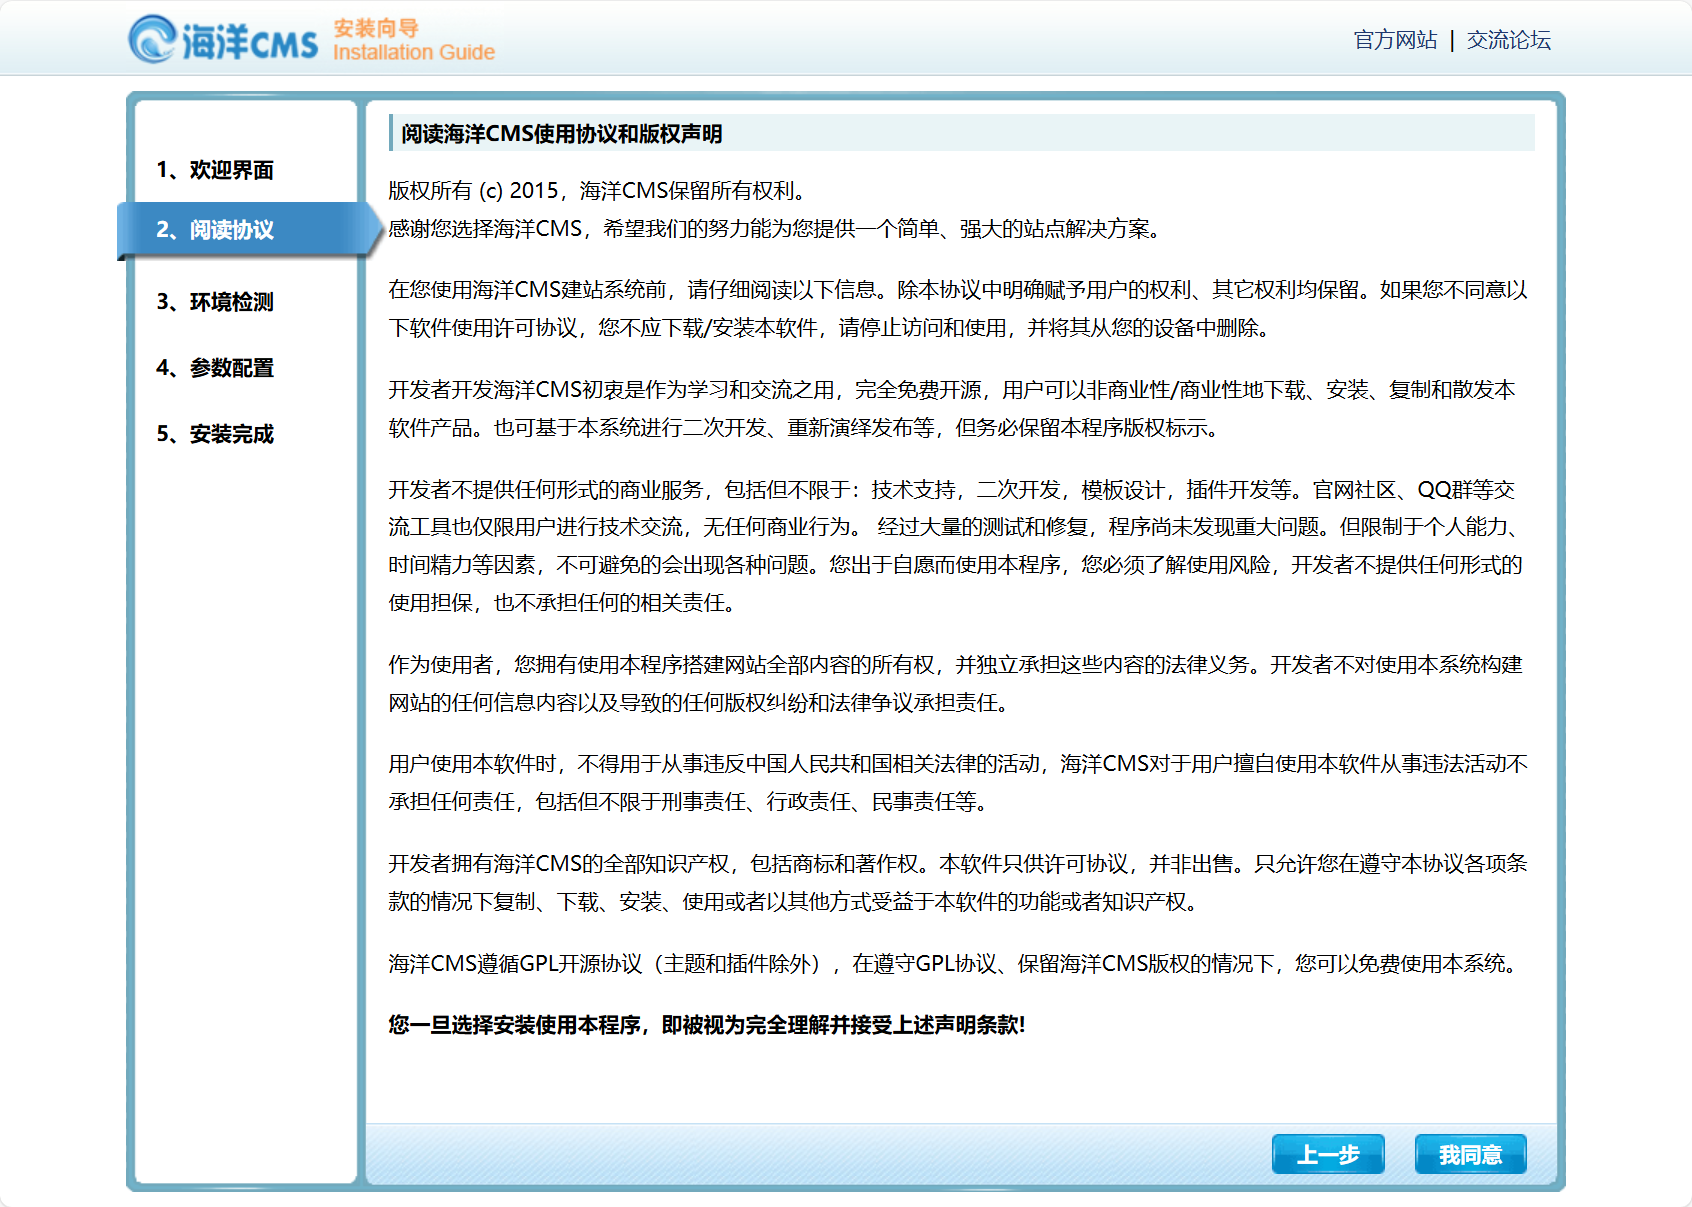 海洋CMS 安装向导
Installation Guide
官方网站 | 交流论坛
1、欢迎界面
2、阅读协议
3、环境检测
4、参数配置
5、安装完成
阅读海洋CMS使用协议和版权声明
版权所有 (c) 2015，海洋CMS保留所有权利。
感谢您选择海洋CMS，希望我们的努力能为您提供一个简单、强大的站点解决方案。
在您使用海洋CMS建站系统前，请仔细阅读以下信息。除本协议中明确赋予用户的权利、其它权利均保留。如果您不同意以
下软件使用许可协议，您不应下载/安装本软件，请停止访问和使用，并将其从您的设备中删除。
开发者开发海洋CMS初衷是作为学习和交流之用，完全免费开源，用户可以非商业性/商业性地下载、安装、复制和散发本
软件产品。也可基于本系统进行二次开发、重新演绎发布等，但务必保留本程序版权标示。
开发者不提供任何形式的商业服务，包括但不限于：技术支持，二次开发，模板设计，插件开发等。官网社区、QQ群等交
流工具也仅限用户进行技术交流，无任何商业行为。 经过大量的测试和修复，程序尚未发现重大问题。但限制于个人能力、
时间精力等因素，不可避免的会出现各种问题。您出于自愿而使用本程序，您必须了解使用风险，开发者不提供任何形式的
使用担保，也不承担任何的相关责任。
作为使用者，您拥有使用本程序搭建网站全部内容的所有权，并独立承担这些内容的法律义务。开发者不对使用本系统构建
网站的任何信息内容以及导致的任何版权纠纷和法律争议承担责任。
用户使用本软件时，不得用于从事违反中国人民共和国相关法律的活动，海洋CMS对于用户擅自使用本软件从事违法活动不
承担任何责任，包括但不限于刑事责任、行政责任、民事责任等。
开发者拥有海洋CMS的全部知识产权，包括商标和著作权。本软件只供许可协议，并非出售。只允许您在遵守本协议各项条
款的情况下复制、下载、安装、使用或者以其他方式受益于本软件的功能或者知识产权。
海洋CMS遵循GPL开源协议（主题和插件除外），在遵守GPL协议、保留海洋CMS版权的情况下，您可以免费使用本系统。
您一旦选择安装使用本程序，即被视为完全理解并接受上述声明条款!
上一步 我同意